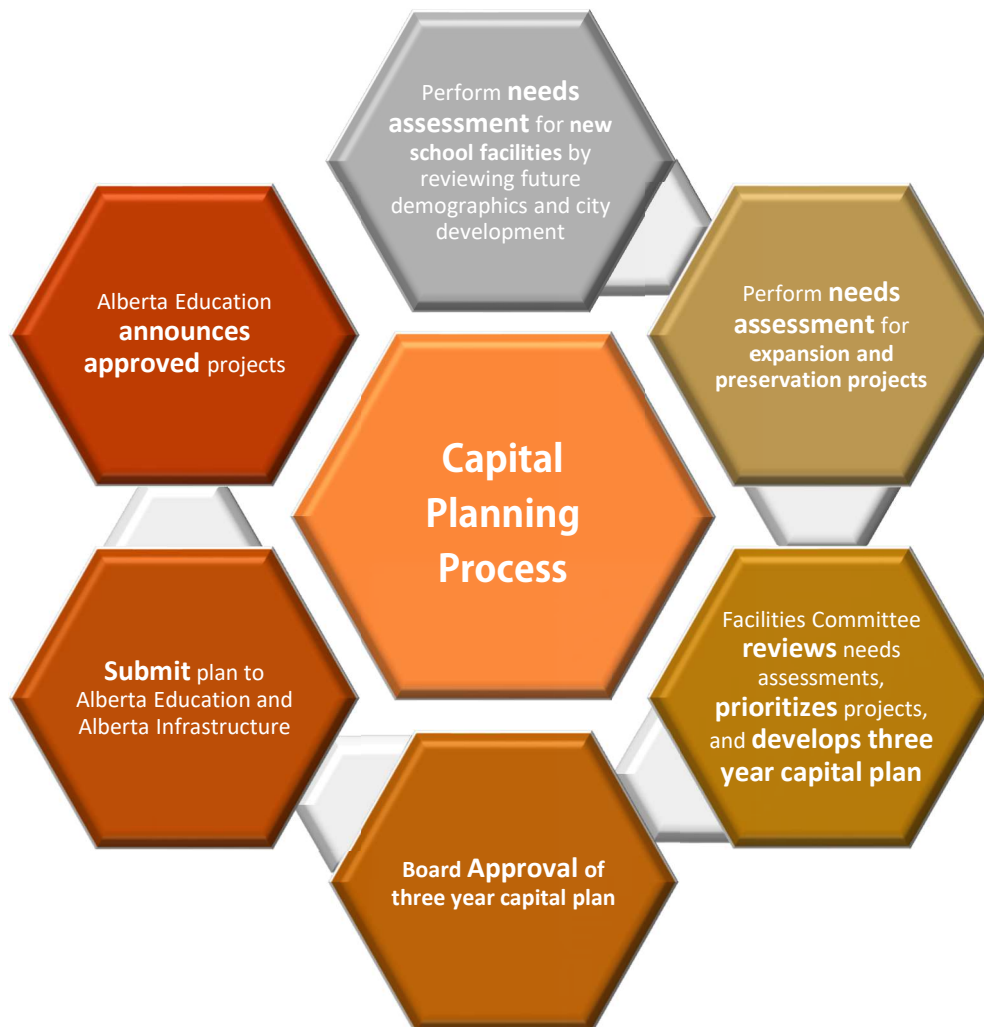 Perform needs
assessment for new
school facilities by
reviewing future
demographics and city
development
Perform needs
assessment for
expansion and
preservation projects
Facilities Committee
reviews needs
assessments,
prioritizes projects,
and develops three
year capital plan
Board Approval of
three year capital plan
Submit plan to
Alberta Education and
Alberta Infrastructure
Alberta Education
announces
approved projects
Capital
Planning
Process